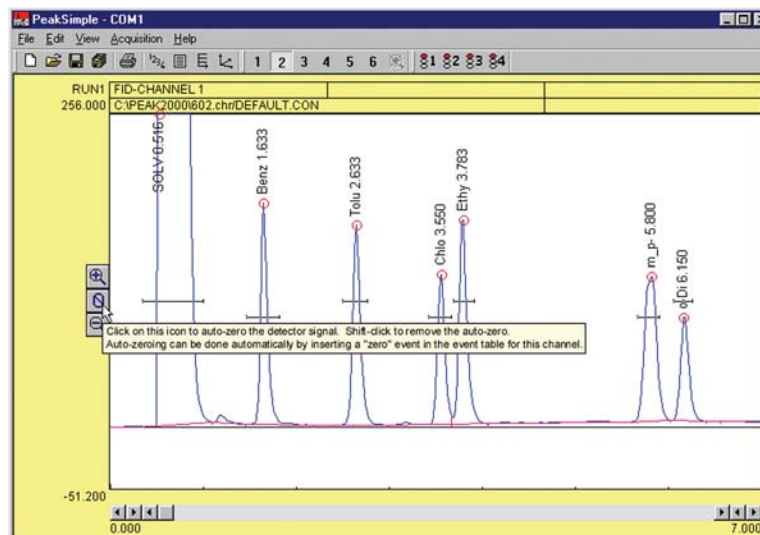 PeakSimple - COM1
File Edit View Acquisition Help
1 2 3 4 5 6 1 2 3 4
RUN1 FID-CHANNEL 1
256.000 C:\PEAK2000\602.chr/DEFAULT.CON
SOLV 0.516
Benz 1.633
Tolu 2.633
Chlo 3.550
Ethy 3.783
m_p- 5.800
o-Di 6.150
Click on this icon to auto-zero the detector signal. Shift-click to remove the auto-zero.
Auto-zeroing can be done automatically by inserting a "zero" event in the event table for this channel.
-51.200
0.000 7.000